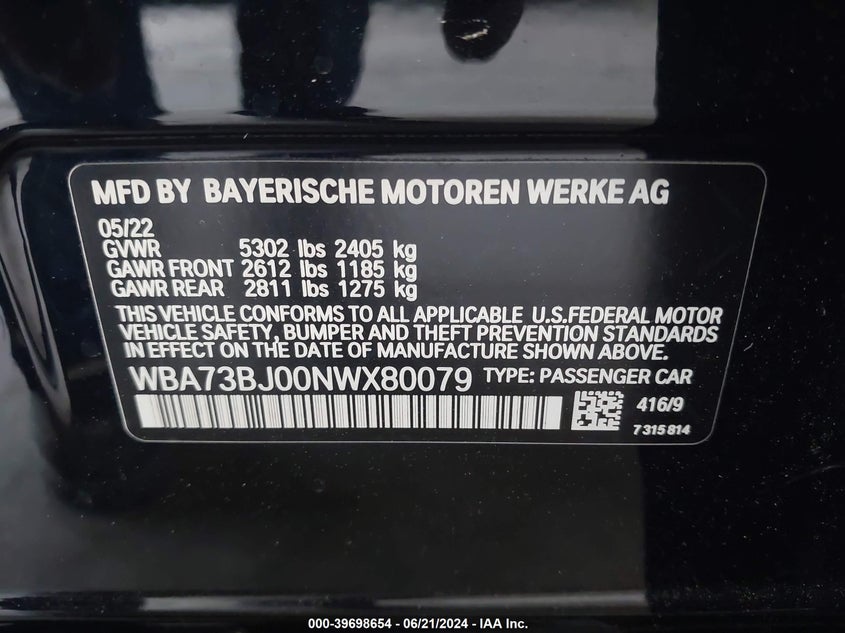 MFD BY BAYERISCHE MOTOREN WERKE AG
05/22
GVWR 5302 lbs 2405 kg
GAWR FRONT 2612 lbs 1185 kg
GAWR REAR 2811 lbs 1275 kg
THIS VEHICLE CONFORMS TO ALL APPLICABLE U.S.FEDERAL MOTOR
VEHICLE SAFETY, BUMPER AND THEFT PREVENTION STANDARDS
IN EFFECT ON THE DATE OF MANUFACTURE SHOWN ABOVE.
WBA73BJ00NWX80079 TYPE: PASSENGER CAR
416/9
7315814
000-39698654 / 06/21/2024 - IAA Inc.